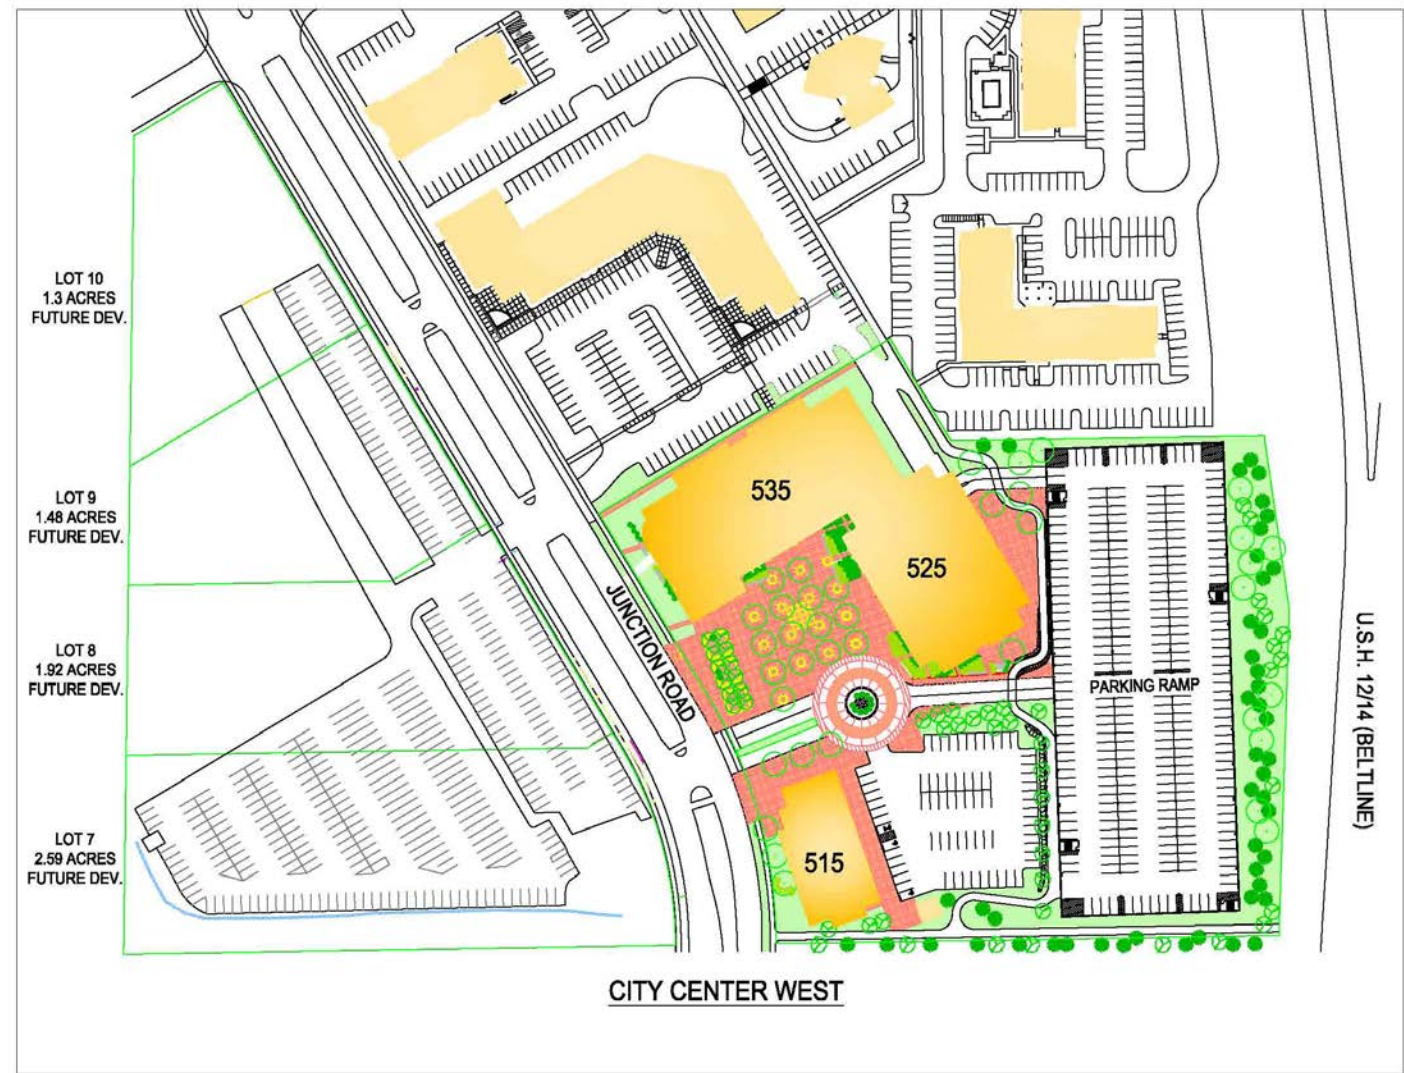 LOT 10
1.3 ACRES
FUTURE DEV.
LOT 9
1.48 ACRES
FUTURE DEV.
LOT 8
1.92 ACRES
FUTURE DEV.
LOT 7
2.59 ACRES
FUTURE DEV.
535
525
515
JUNCTION ROAD
PARKING RAMP
U.S.H. 12/14 (BELTLINE)
CITY CENTER WEST